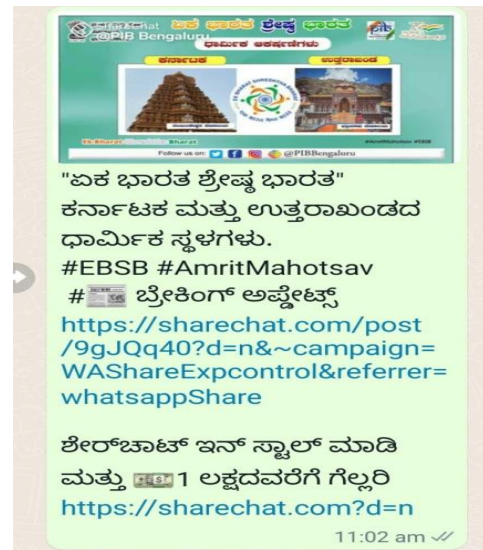 ಏಕ ಭಾರತ ಶ್ರೇಷ್ಠ ಭಾರತ
@PIB Bengaluru
ಧಾರ್ಮಿಕ ಆಕರ್ಷಣೆಗಳು
ಕರ್ನಾಟಕ
ಉತ್ತರಾಖಂಡ
Follow us on: @PIBBengaluru
"ಏಕ ಭಾರತ ಶ್ರೇಷ್ಠ ಭಾರತ"
ಕರ್ನಾಟಕ ಮತ್ತು ಉತ್ತರಾಖಂಡದ
ಧಾರ್ಮಿಕ ಸ್ಥಳಗಳು.
#EBSB #AmritMahotsav
#📰 ಬ್ರೇಕಿಂಗ್ ಅಪ್ಡೇಟ್ಸ್
https://sharechat.com/post
/9gJQq40?d=n&~campaign=
WAShareExpcontrol&referrer=
whatsappShare
ಶೇರ್‌ಚಾಟ್ ಇನ್ ಸ್ಟಾಲ್ ಮಾಡಿ
ಮತ್ತು 💵1 ಲಕ್ಷದವರೆಗೆ ಗೆಲ್ಲರಿ
https://sharechat.com?d=n
11:02 am